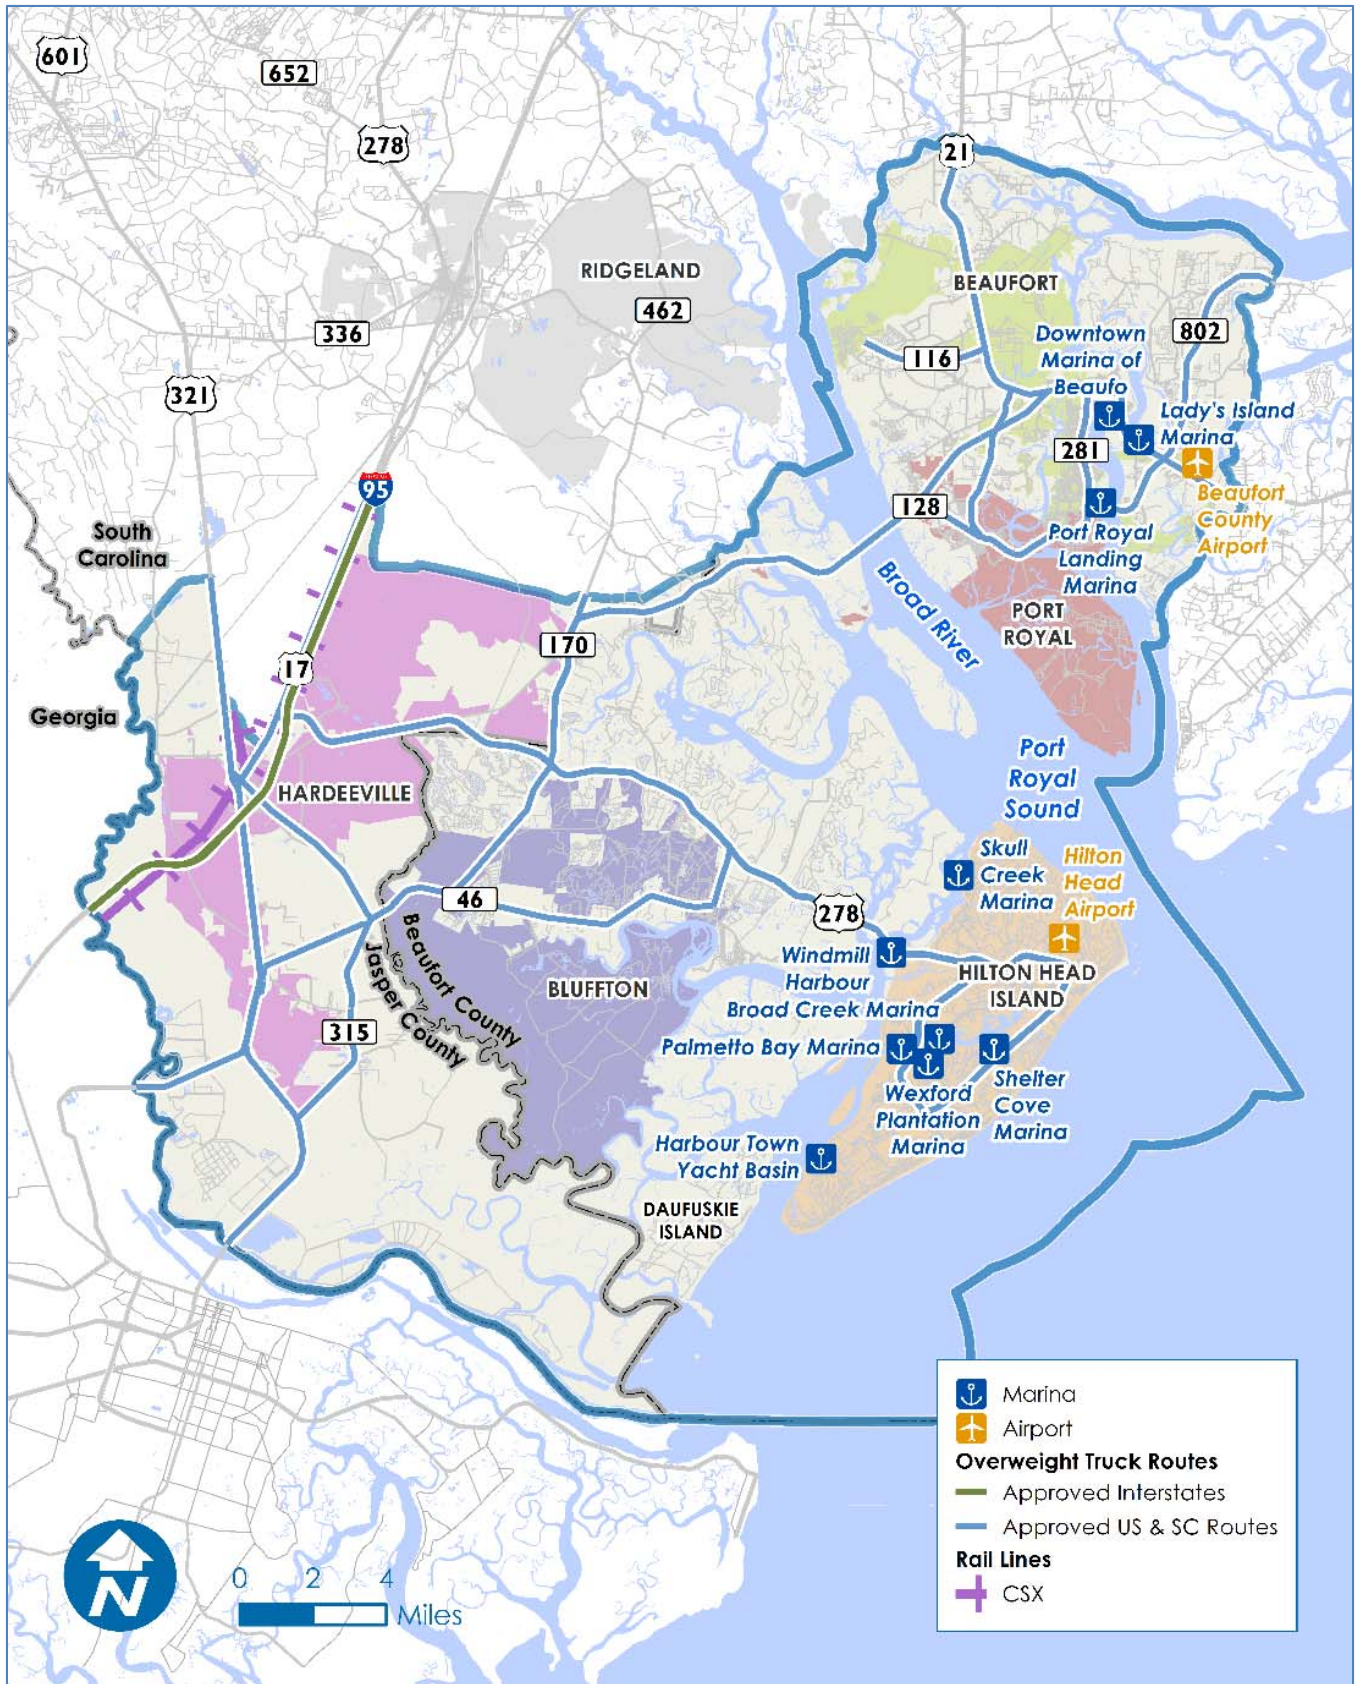 601
652
278
21
RIDGELAND
462
336
321
BEAUFORT
802
116
Downtown
Marina of
Beaufo
Lady's Island
Marina
281
Beaufort
County
Airport
95
128
Port Royal
Landing
Marina
South
Carolina
Broad River
PORT
ROYAL
170
17
Georgia
Port
Royal
Sound
HARDEEVILLE
Skull
Creek
Marina
Hilton
Head
Airport
46
278
Beaufort County
Jasper County
Windmill
Harbour
HILTON HEAD
ISLAND
BLUFFTON
Broad Creek Marina
315
Palmetto Bay Marina
Wexford
Plantation
Marina
Shelter
Cove
Marina
Harbour Town
Yacht Basin
DAUFUSKIE
ISLAND
Marina
Airport
Overweight Truck Routes
Approved Interstates
Approved US & SC Routes
Rail Lines
CSX
N
0 2 4
Miles